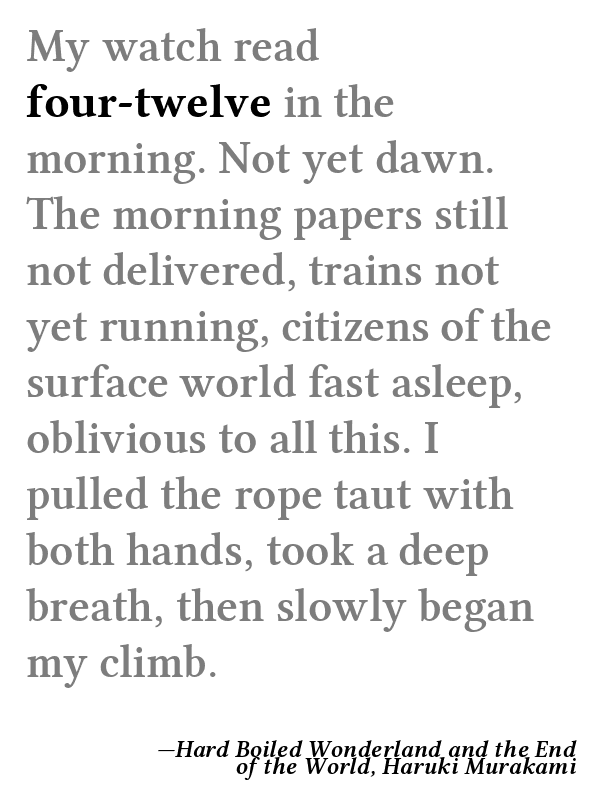 My watch read
four-twelve in the
morning. Not yet dawn.
The morning papers still
not delivered, trains not
yet running, citizens of the
surface world fast asleep,
oblivious to all this. I
pulled the rope taut with
both hands, took a deep
breath, then slowly began
my climb.
—Hard Boiled Wonderland and the End
of the World, Haruki Murakami